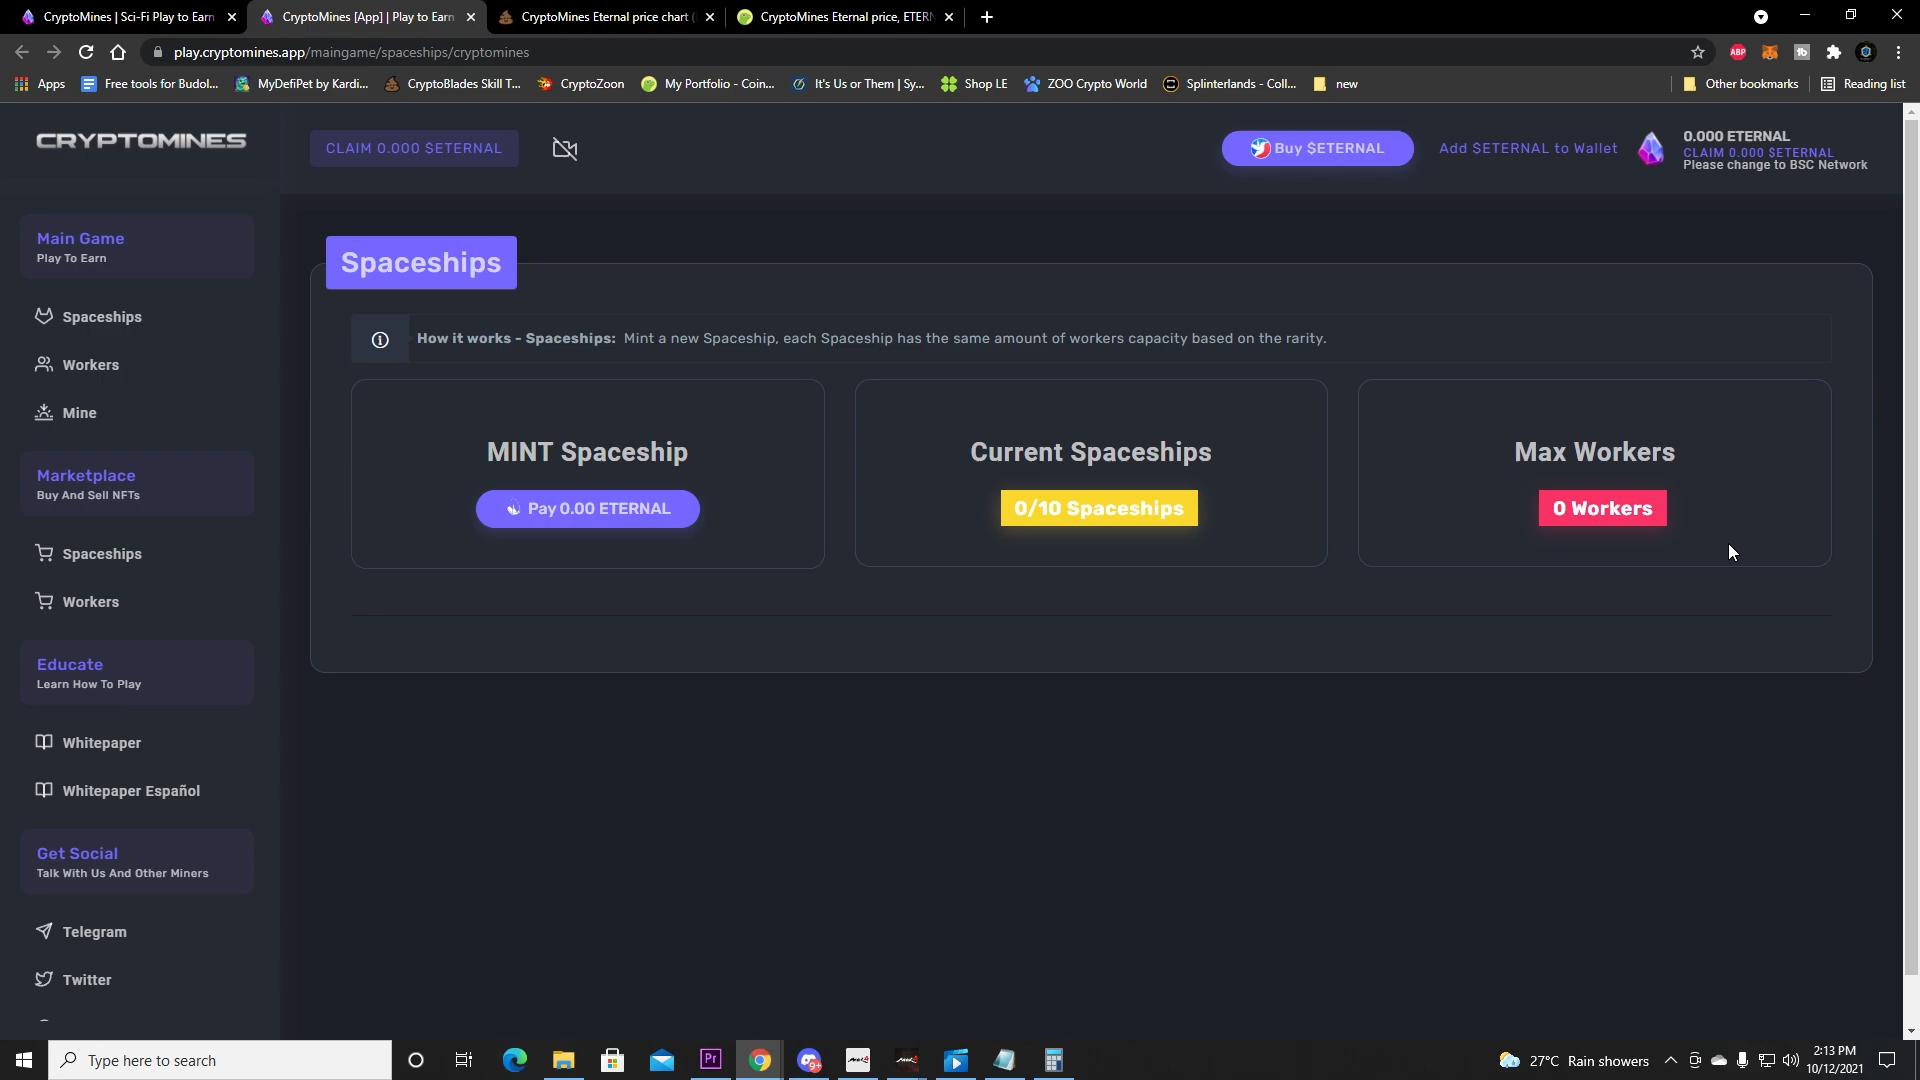 CryptoMines | Sci-Fi Play to Earn
CryptoMines [App] | Play to Earn
CryptoMines Eternal price chart (
CryptoMines Eternal price, ETERN
play.cryptomines.app/maingame/spaceships/cryptomines
ABP
Apps
Free tools for Budol...
MyDefiPet by Kardi...
CryptoBlades Skill T...
CryptoZoon
My Portfolio - Coin...
It's Us or Them | Sy...
Shop LE
ZOO Crypto World
Splinterlands - Coll...
new
Other bookmarks
Reading list
CRYPTOMINES
CLAIM 0.000 $ETERNAL
Buy $ETERNAL
Add $ETERNAL to Wallet
0.000 ETERNAL
CLAIM 0.000 $ETERNAL
Please change to BSC Network
Main Game
Play To Earn
Spaceships
Workers
Mine
Marketplace
Buy And Sell NFTs
Spaceships
Workers
Educate
Learn How To Play
Whitepaper
Whitepaper Español
Get Social
Talk With Us And Other Miners
Telegram
Twitter
Spaceships
How it works - Spaceships: Mint a new Spaceship, each Spaceship has the same amount of workers capacity based on the rarity.
MINT Spaceship
Pay 0.00 ETERNAL
Current Spaceships
0/10 Spaceships
Max Workers
0 Workers
Type here to search
Pr
9+
27°C Rain showers
2:13 PM
10/12/2021